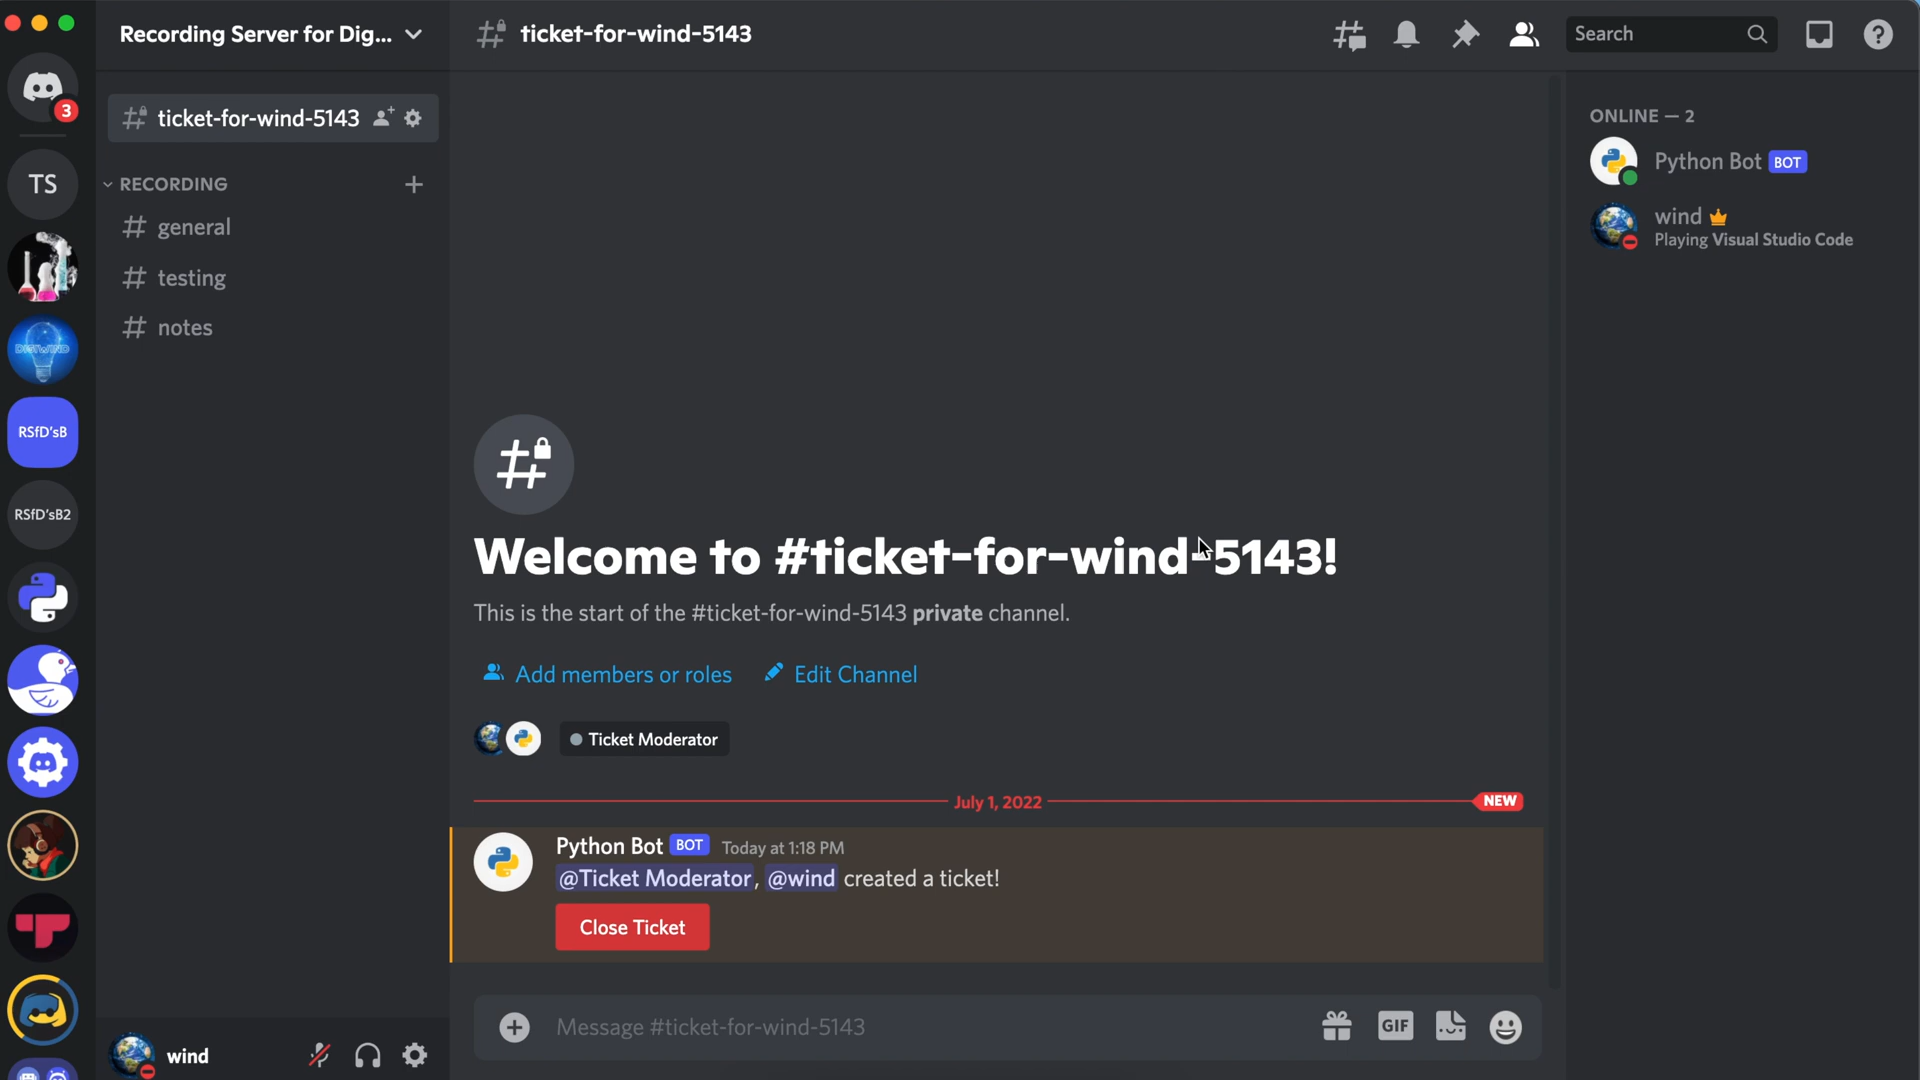 Recording Server for Dig...
# ticket-for-wind-5143
Search
3
ticket-for-wind-5143
ONLINE — 2
Python Bot BOT
TS
RECORDING
general
wind
Playing Visual Studio Code
testing
notes
DIGIWIND
RSfD'sB
RSfD'sB2
Welcome to #ticket-for-wind-5143!
This is the start of the #ticket-for-wind-5143 private channel.
Add members or roles
Edit Channel
Ticket Moderator
July 1, 2022
NEW
Python Bot BOT Today at 1:18 PM
@Ticket Moderator, @wind created a ticket!
Close Ticket
Message #ticket-for-wind-5143
GIF
wind